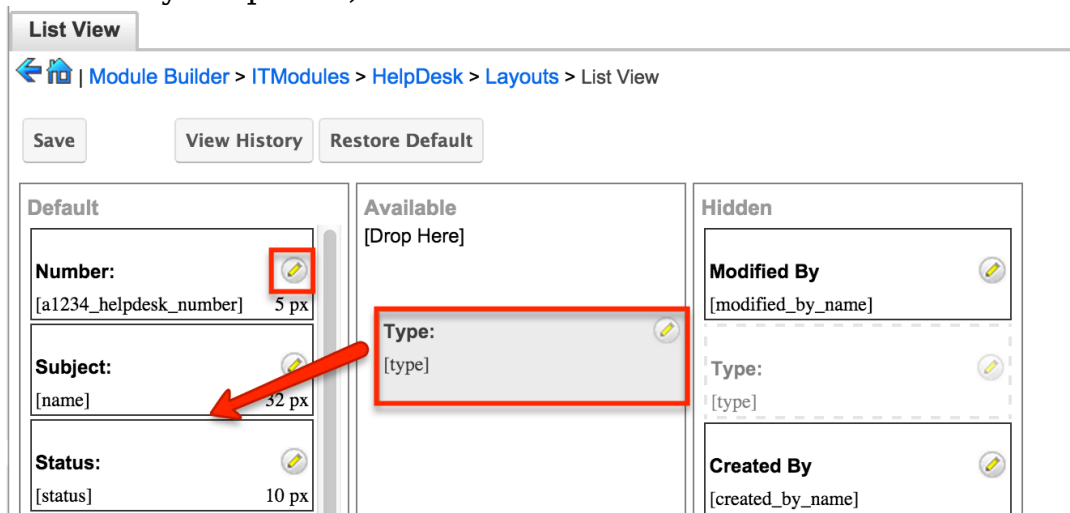 List View
| Module Builder > ITModules > HelpDesk > Layouts > List View
Save View History Restore Default
Default
Number:
[a1234_helpdesk_number] 5 px
Subject:
[name] 32 px
Status:
[status] 10 px
Available
[Drop Here]
Type:
[type]
Hidden
Modified By
[modified_by_name]
Type:
[type]
Created By
[created_by_name]